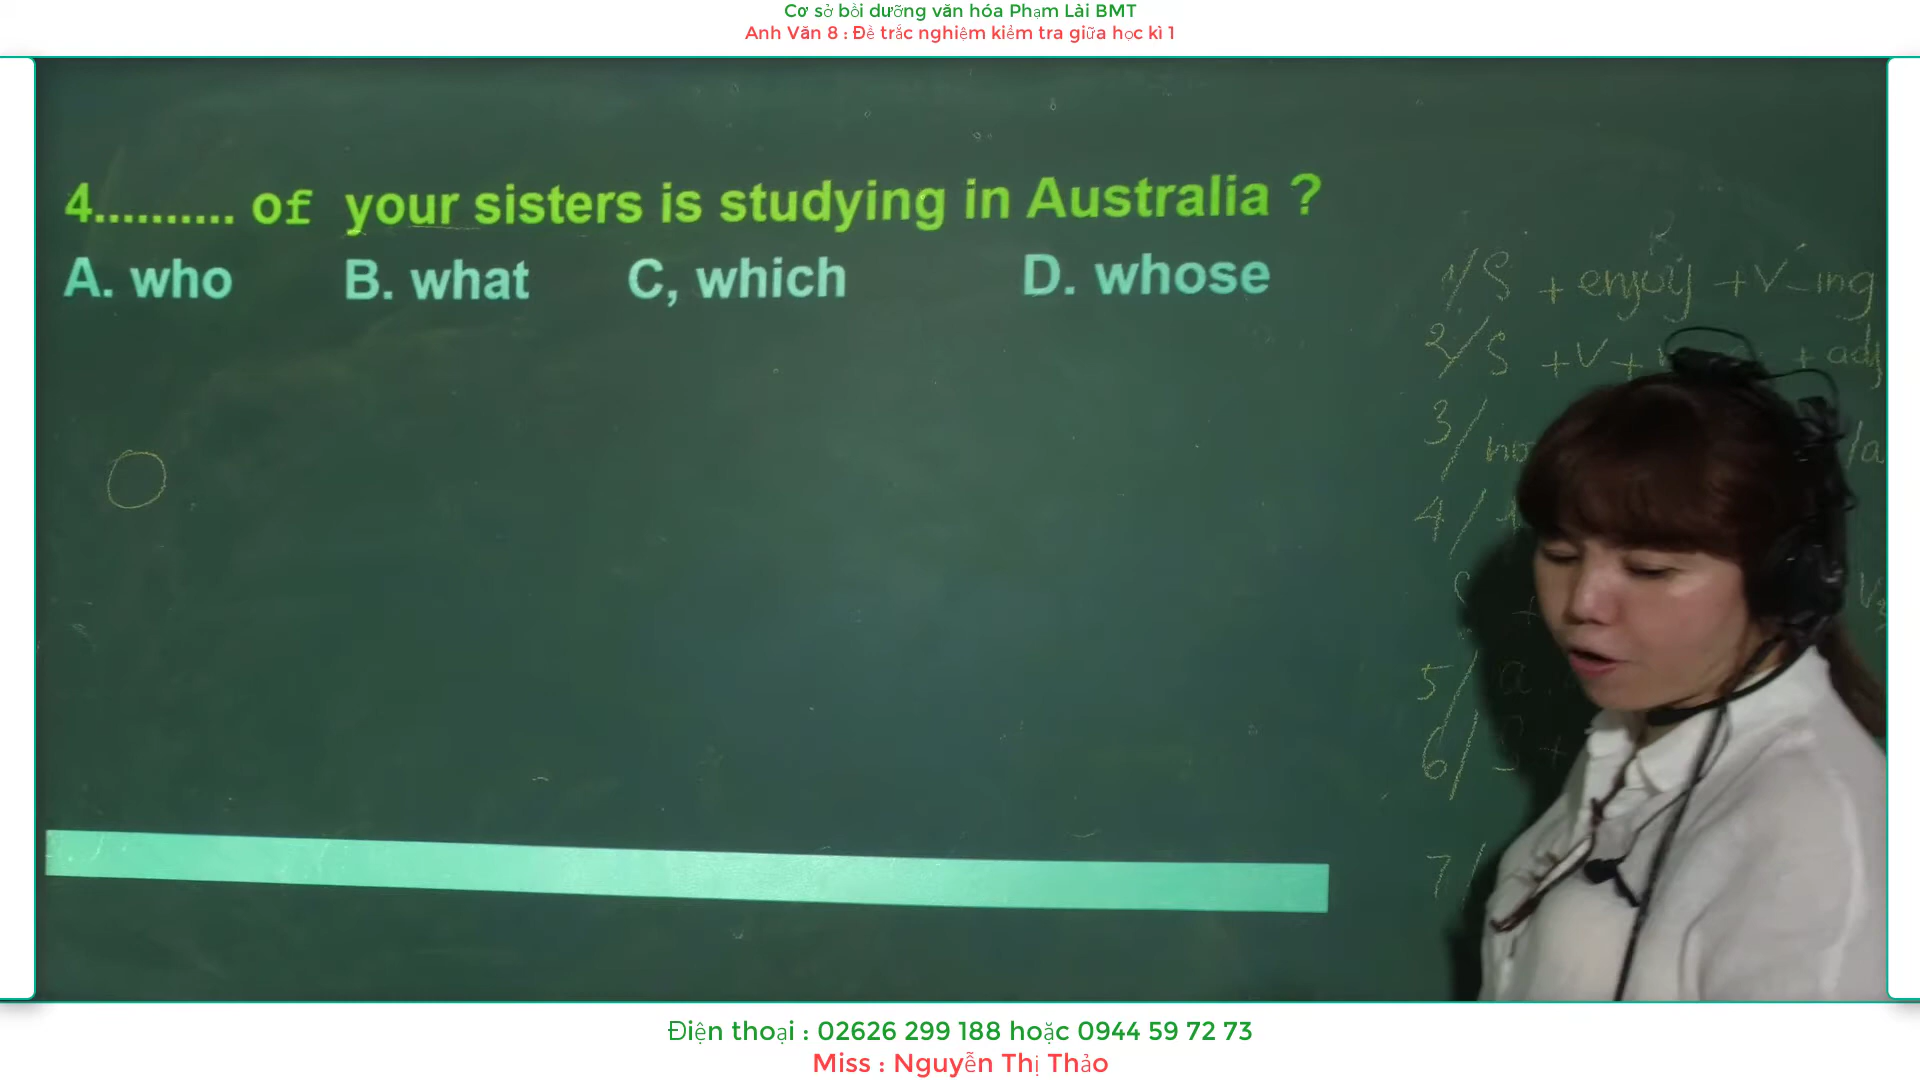 Cơ sở bồi dưỡng văn hóa Phạm Lài BMT
Anh Văn 8 : Đề trắc nghiệm kiểm tra giữa học kì 1
4.......... of your sisters is studying in Australia ?
A. who B. what C, which D. whose
1/ S + enjoy + V-ing
2/ S + V + + adj
3/
4/
5/ a
6/ S +
7/
Điện thoại : 02626 299 188 hoặc 0944 59 72 73
Miss : Nguyễn Thị Thảo